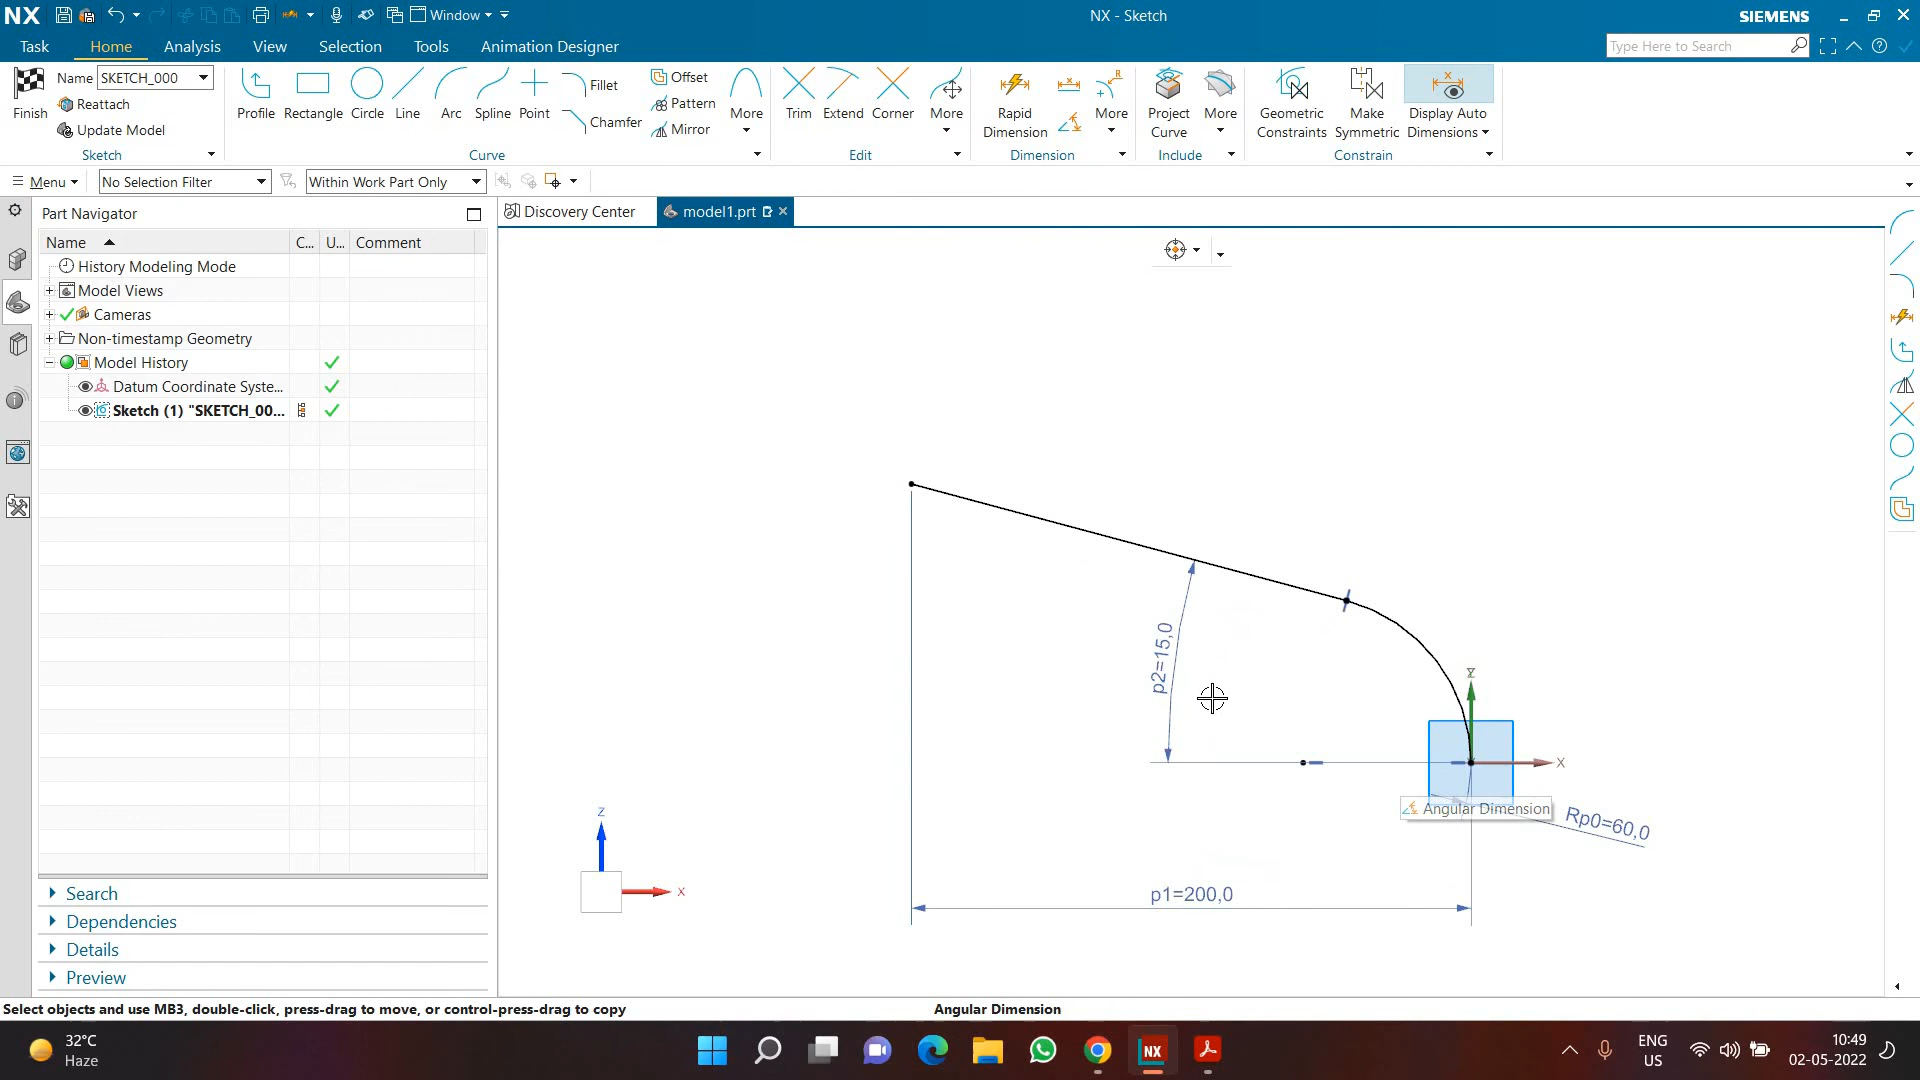 NX
Window
NX - Sketch
SIEMENS
Task
Home
Analysis
View
Selection
Tools
Animation Designer
Type Here to Search
Finish
Name SKETCH_000
Reattach
Update Model
Sketch
Profile
Rectangle
Circle
Line
Arc
Spline
Point
Fillet
Chamfer
Offset
Pattern
Mirror
More
Curve
Trim
Extend
Corner
More
Edit
Rapid
Dimension
More
Dimension
Project
Curve
More
Include
Geometric
Constraints
Make
Symmetric
Display Auto
Dimensions
Constrain
Menu
No Selection Filter
Within Work Part Only
Part Navigator
Discovery Center
model1.prt
Name
C...
U...
Comment
History Modeling Mode
Model Views
Cameras
Non-timestamp Geometry
Model History
Datum Coordinate Syste...
Sketch (1) "SKETCH_00...
p2=15,0
Z
X
Angular Dimension
Rp0=60,0
p1=200,0
Z
X
Search
Dependencies
Details
Preview
Select objects and use MB3, double-click, press-drag to move, or control-press-drag to copy
Angular Dimension
32°C
Haze
NX
ENG
US
10:49
02-05-2022